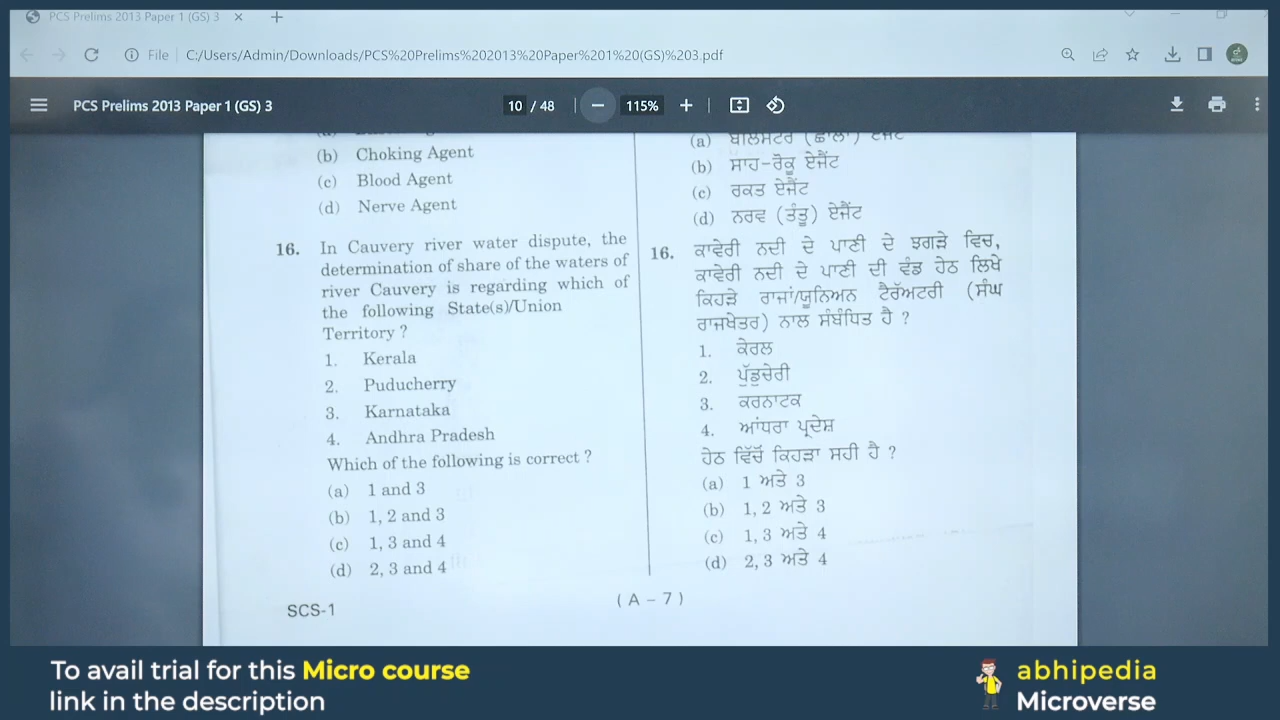 PCS Prelims 2013 Paper 1 (GS) 3
File C:/Users/Admin/Downloads/PCS%20Prelims%202013%20Paper%201%20(GS)%203.pdf
PCS Prelims 2013 Paper 1 (GS) 3
10 / 48
115%
(b) Choking Agent
(c) Blood Agent
(d) Nerve Agent
16. In Cauvery river water dispute, the
determination of share of the waters of
river Cauvery is regarding which of
the following State(s)/Union
Territory ?
1. Kerala
2. Puducherry
3. Karnataka
4. Andhra Pradesh
Which of the following is correct ?
(a) 1 and 3
(b) 1, 2 and 3
(c) 1, 3 and 4
(d) 2, 3 and 4
SCS-1
(a) ਬਲਿਸਟਰ (ਛਾਲਾ) ਏਜੰਟ
(b) ਸਾਹ-ਰੋਕੂ ਏਜੈਂਟ
(c) ਰਕਤ ਏਜੈਂਟ
(d) ਨਰਵ (ਤੰਤੂ) ਏਜੈਂਟ
16. ਕਾਵੇਰੀ ਨਦੀ ਦੇ ਪਾਣੀ ਦੇ ਝਗੜੇ ਵਿਚ,
ਕਾਵੇਰੀ ਨਦੀ ਦੇ ਪਾਣੀ ਦੀ ਵੰਡ ਹੇਠ ਲਿਖੇ
ਕਿਹੜੇ ਰਾਜਾਂ/ਯੂਨਿਅਨ ਟੈਰੱਅਟਰੀ (ਸੰਘ
ਰਾਜਖੇਤਰ) ਨਾਲ ਸੰਬੰਧਿਤ ਹੈ ?
1. ਕੇਰਲ
2. ਪੁੱਡੁਚੇਰੀ
3. ਕਰਨਾਟਕ
4. ਆਂਧਰਾ ਪ੍ਰਦੇਸ਼
ਹੇਠ ਵਿੱਚੋਂ ਕਿਹੜਾ ਸਹੀ ਹੈ ?
(a) 1 ਅਤੇ 3
(b) 1, 2 ਅਤੇ 3
(c) 1, 3 ਅਤੇ 4
(d) 2, 3 ਅਤੇ 4
( A – 7 )
To avail trial for this Micro course
link in the description
abhipedia
Microverse